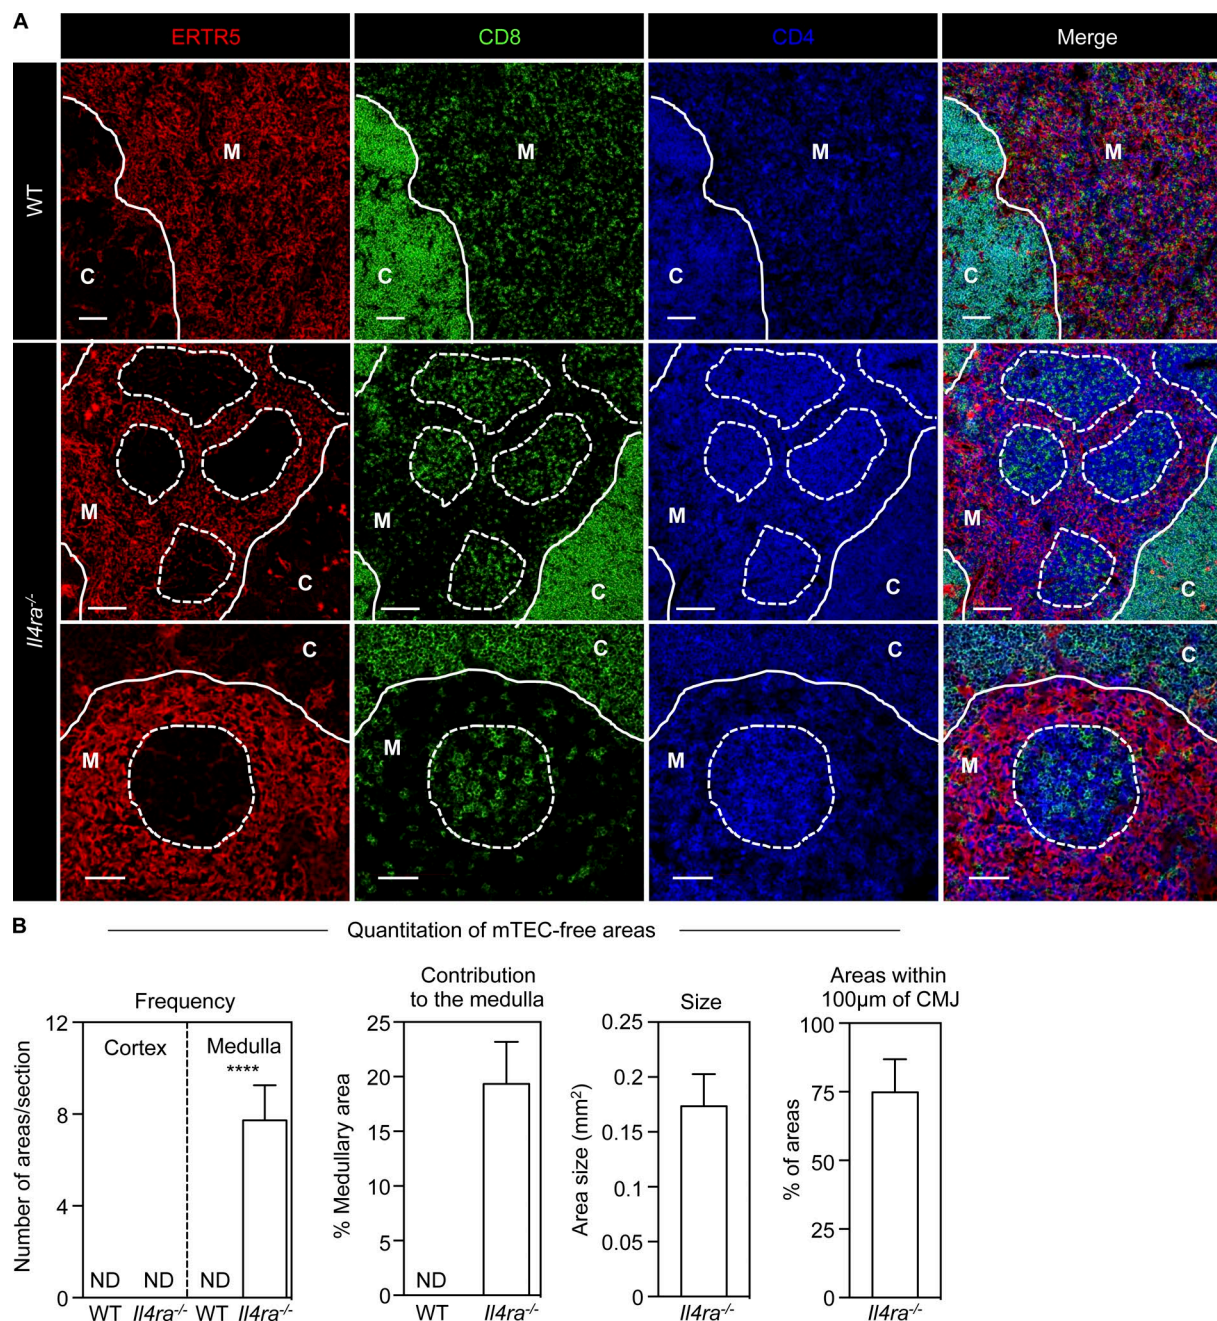 A
ERTR5 CD8 CD4 Merge
WT
M M M M
C C C C
Il4ra-/-
M M M M
C C C C
C C C C
M M M M
B
Quantitation of mTEC-free areas
Frequency
Number of areas/section
12
8
4
0
Cortex Medulla
****
ND ND ND
WT Il4ra-/- WT Il4ra-/-
Contribution
to the medulla
% Medullary area
25
20
15
10
5
0
ND
WT Il4ra-/-
Size
Area size (mm²)
0.25
0.2
0.15
0.1
0.05
0
Il4ra-/-
Areas within
100µm of CMJ
% of areas
100
75
50
25
0
Il4ra-/-